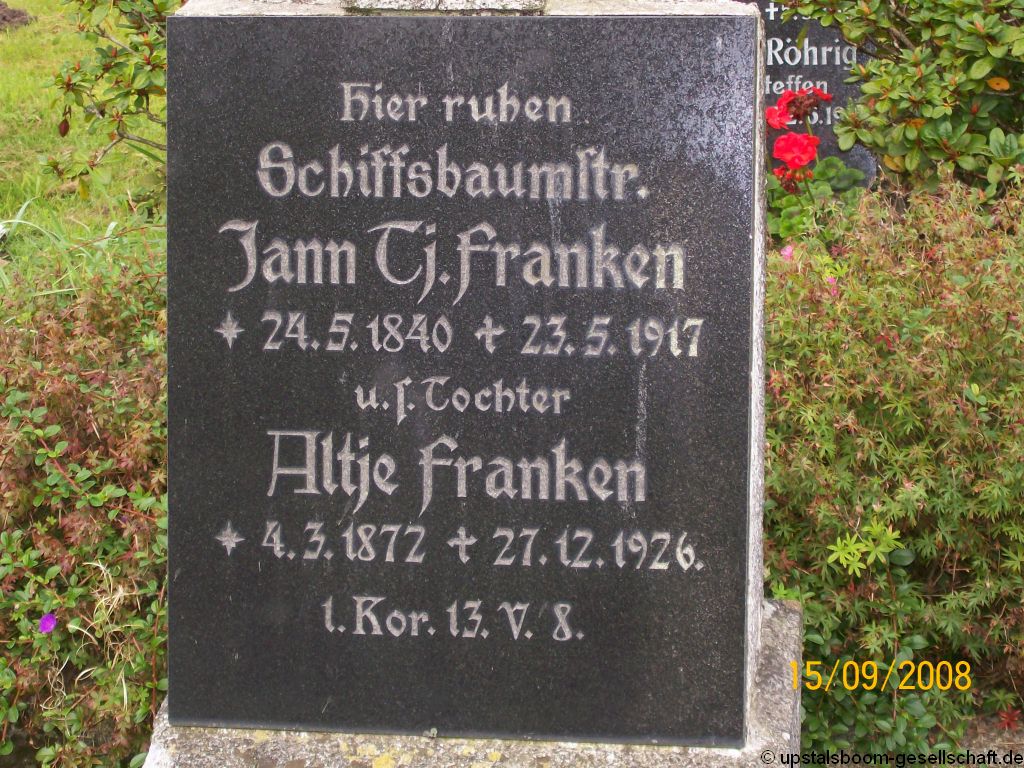 Hier ruhen
Schiffsbaumſtr.
Jann Tj. Franken
* 24. 5. 1840 ✝ 23. 5. 1917
u. ſ. Tochter
Altje Franken
* 4. 3. 1872 ✝ 27. 12. 1926.
1. Kor. 13. V. 8.
Röhrig
15/09/2008
© upstalsboom-gesellschaft.de